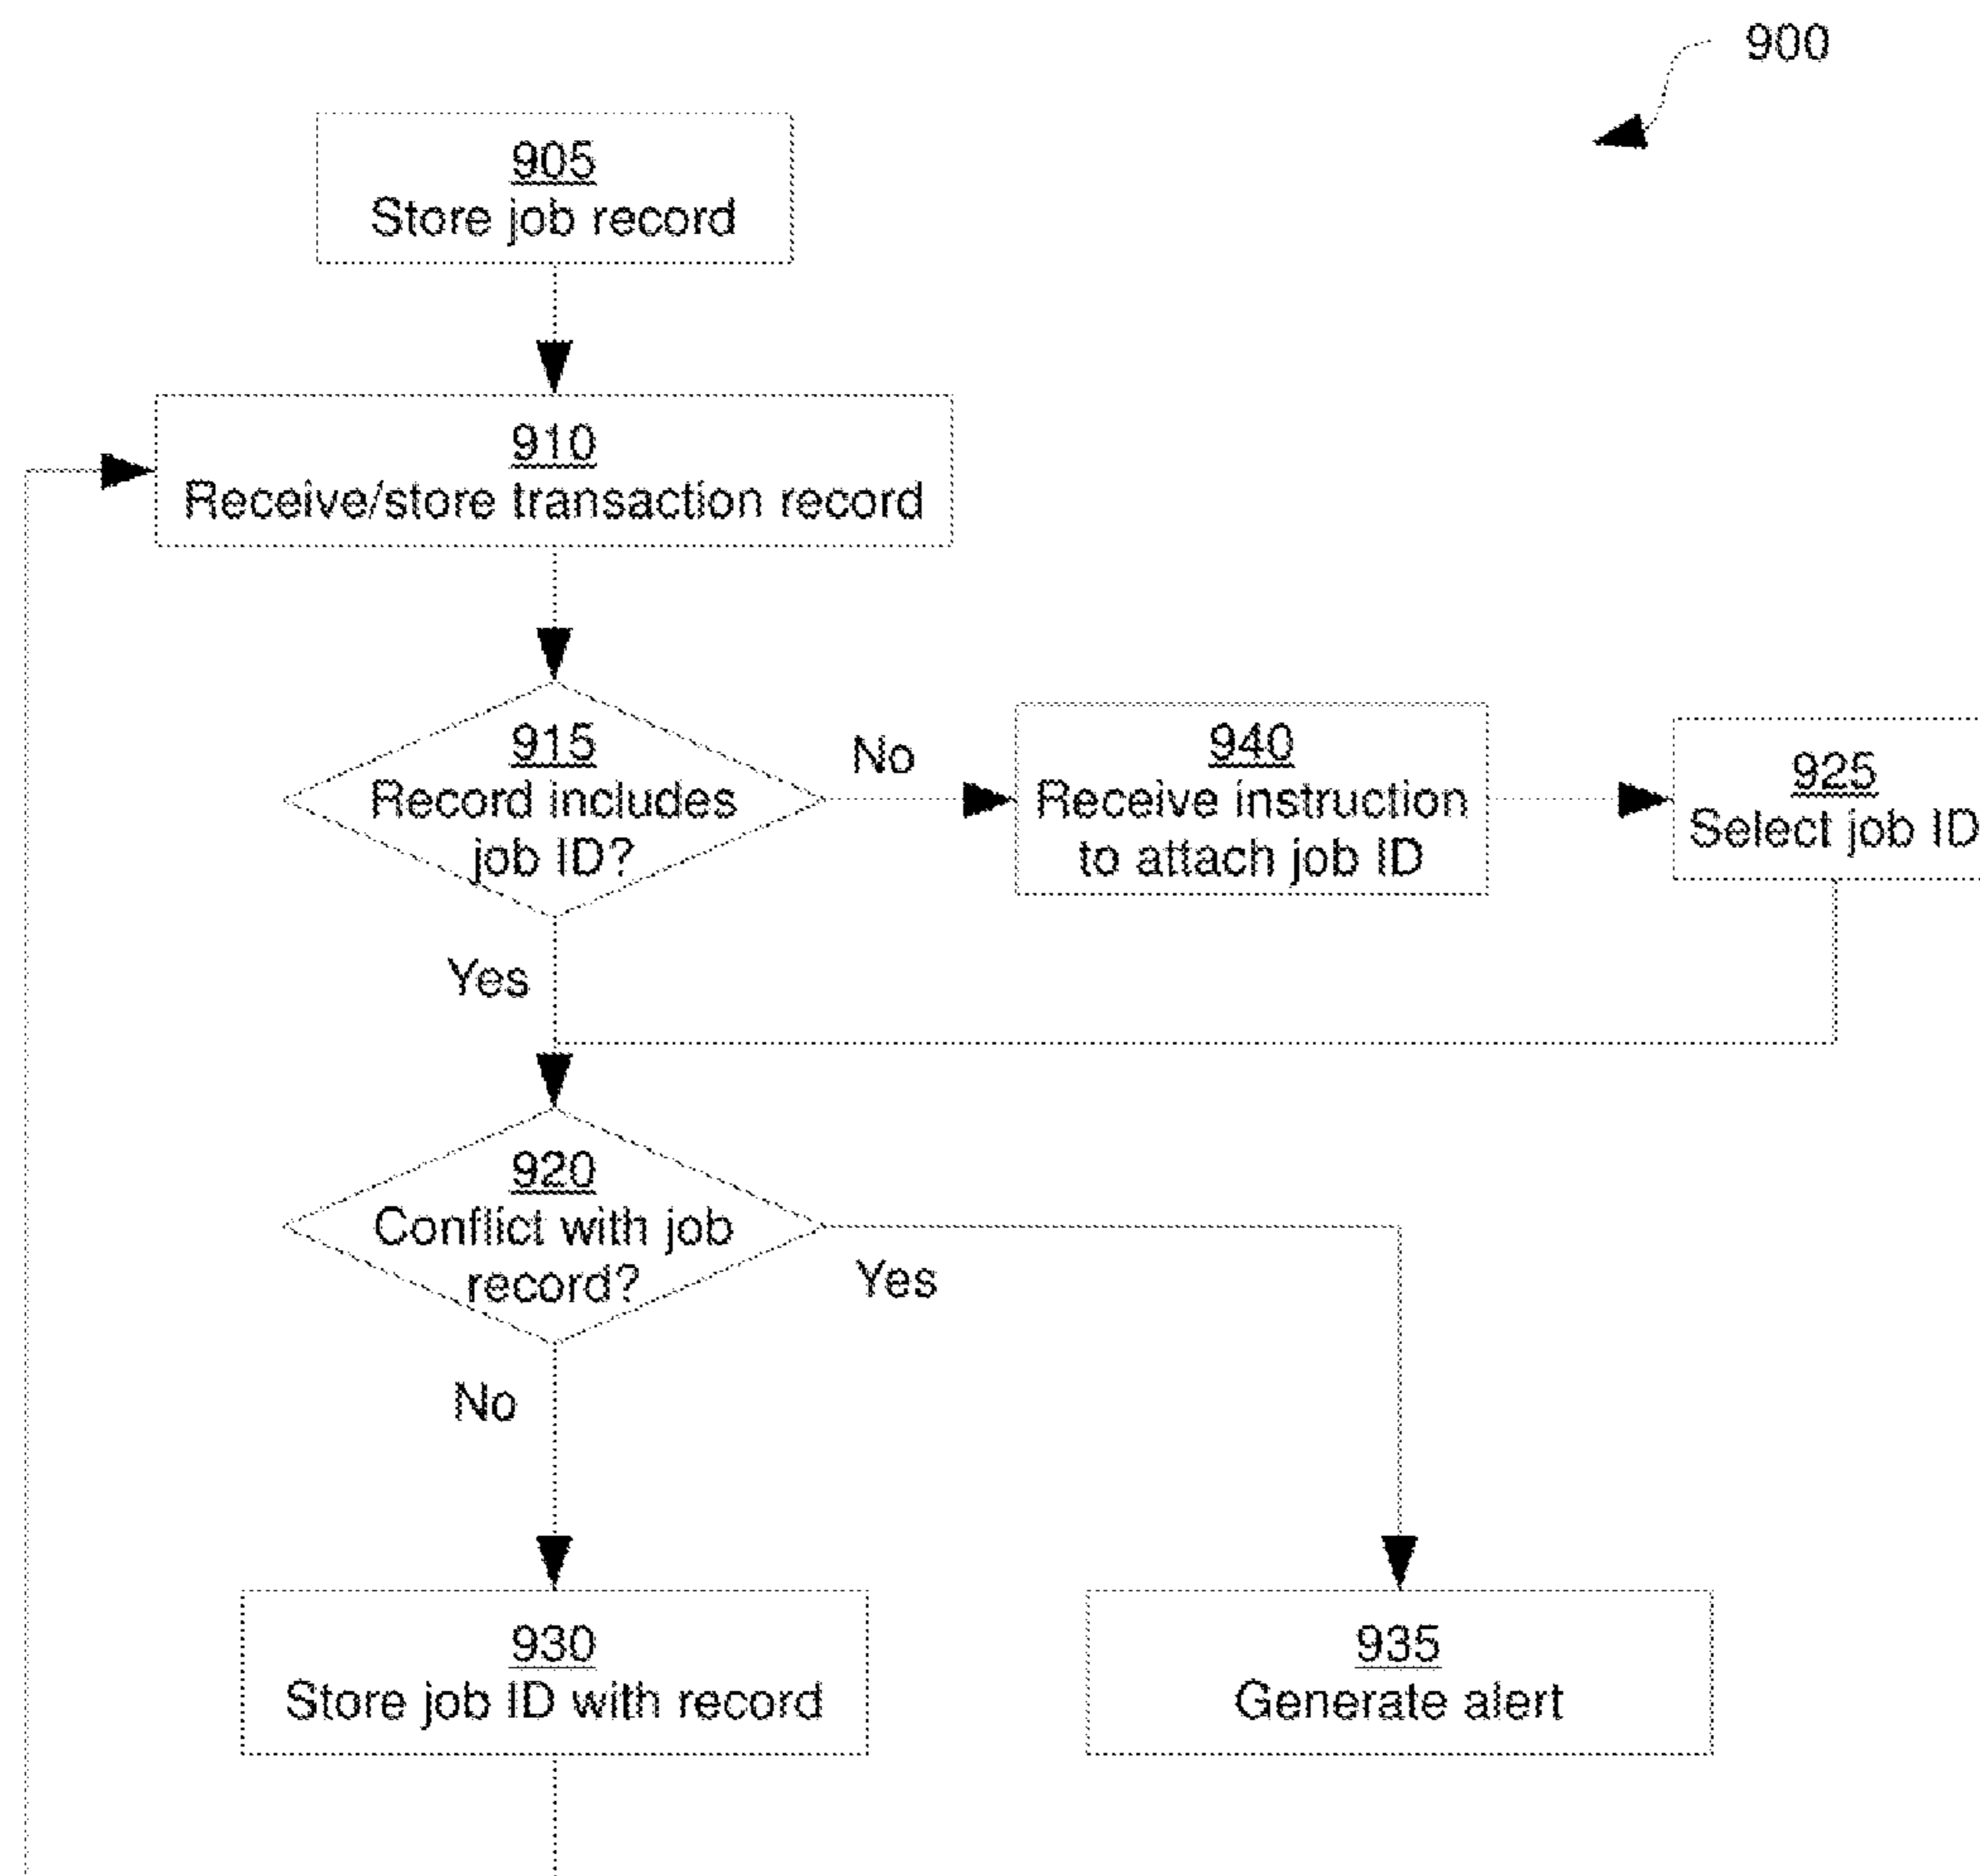 900
905
Store job record
910
Receive/store transaction record
915
Record includes
job ID?
No
940
Receive instruction
to attach job ID
925
Select job ID
Yes
920
Conflict with job
record?
Yes
No
930
Store job ID with record
935
Generate alert